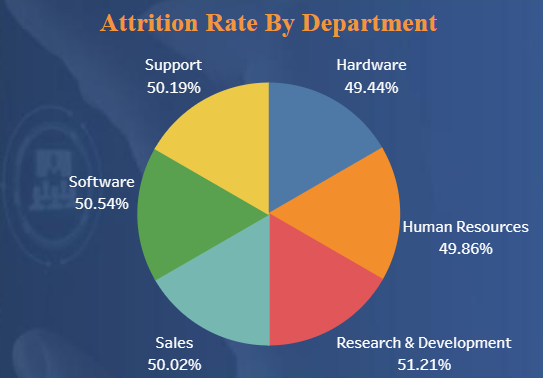 Attrition Rate By Department
Support
50.19%
Hardware
49.44%
Software
50.54%
Human Resources
49.86%
Sales
50.02%
Research & Development
51.21%